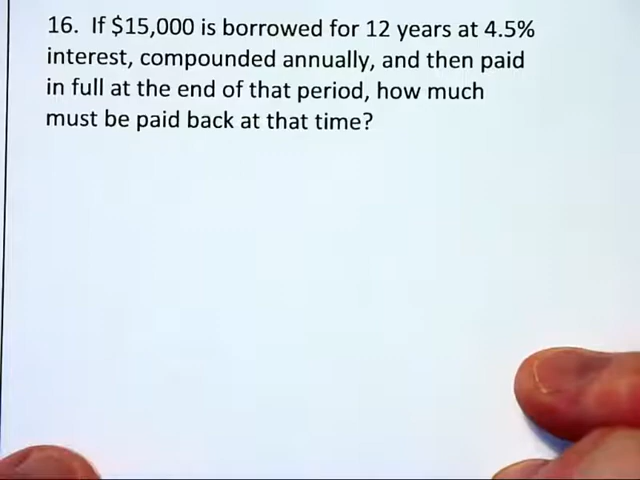 16. If $15,000 is borrowed for 12 years at 4.5%
interest, compounded annually, and then paid
in full at the end of that period, how much
must be paid back at that time?